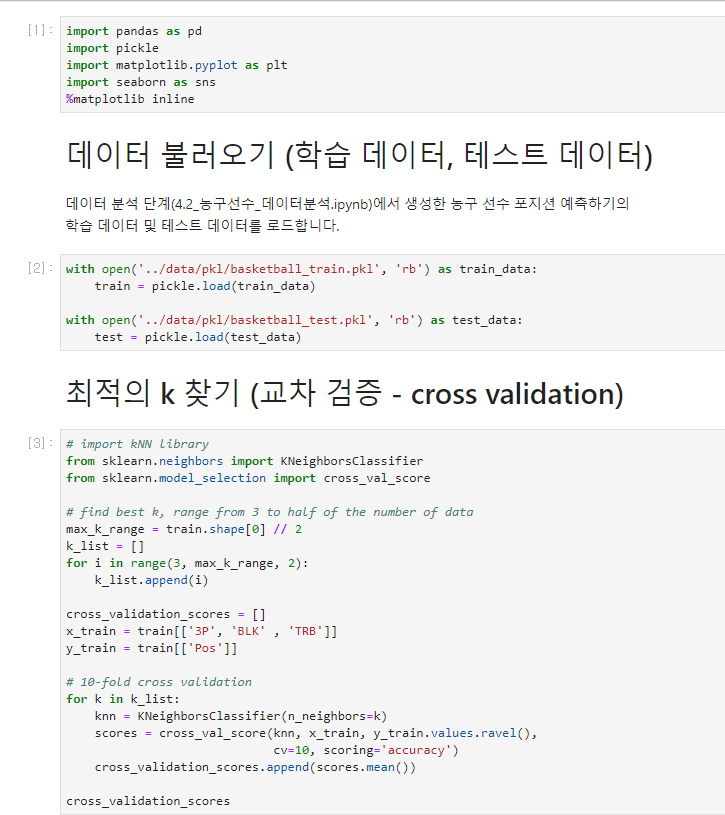 [1]:
import pandas as pd
import pickle
import matplotlib.pyplot as plt
import seaborn as sns
%matplotlib inline
데이터 불러오기 (학습 데이터, 테스트 데이터)
데이터 분석 단계(4.2_농구선수_데이터분석.ipynb)에서 생성한 농구 선수 포지션 예측하기의
학습 데이터 및 테스트 데이터를 로드합니다.
[2]:
with open('../data/pkl/basketball_train.pkl', 'rb') as train_data:
    train = pickle.load(train_data)
with open('../data/pkl/basketball_test.pkl', 'rb') as test_data:
    test = pickle.load(test_data)
최적의 k 찾기 (교차 검증 - cross validation)
[3]:
# import kNN library
from sklearn.neighbors import KNeighborsClassifier
from sklearn.model_selection import cross_val_score
# find best k, range from 3 to half of the number of data
max_k_range = train.shape[0] // 2
k_list = []
for i in range(3, max_k_range, 2):
    k_list.append(i)
cross_validation_scores = []
x_train = train[['3P', 'BLK' , 'TRB']]
y_train = train[['Pos']]
# 10-fold cross validation
for k in k_list:
    knn = KNeighborsClassifier(n_neighbors=k)
    scores = cross_val_score(knn, x_train, y_train.values.ravel(),
                             cv=10, scoring='accuracy')
    cross_validation_scores.append(scores.mean())
cross_validation_scores